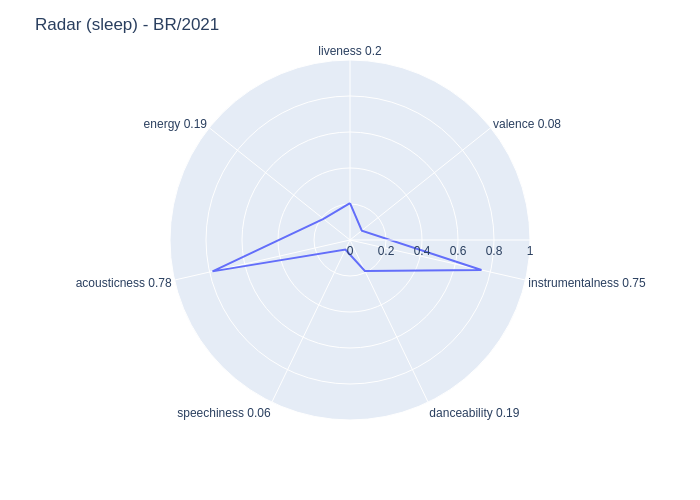 Radar (sleep) - BR/2021
liveness 0.2
energy 0.19
valence 0.08
0 0.2 0.4 0.6 0.8 1
acousticness 0.78
instrumentalness 0.75
speechiness 0.06
danceability 0.19